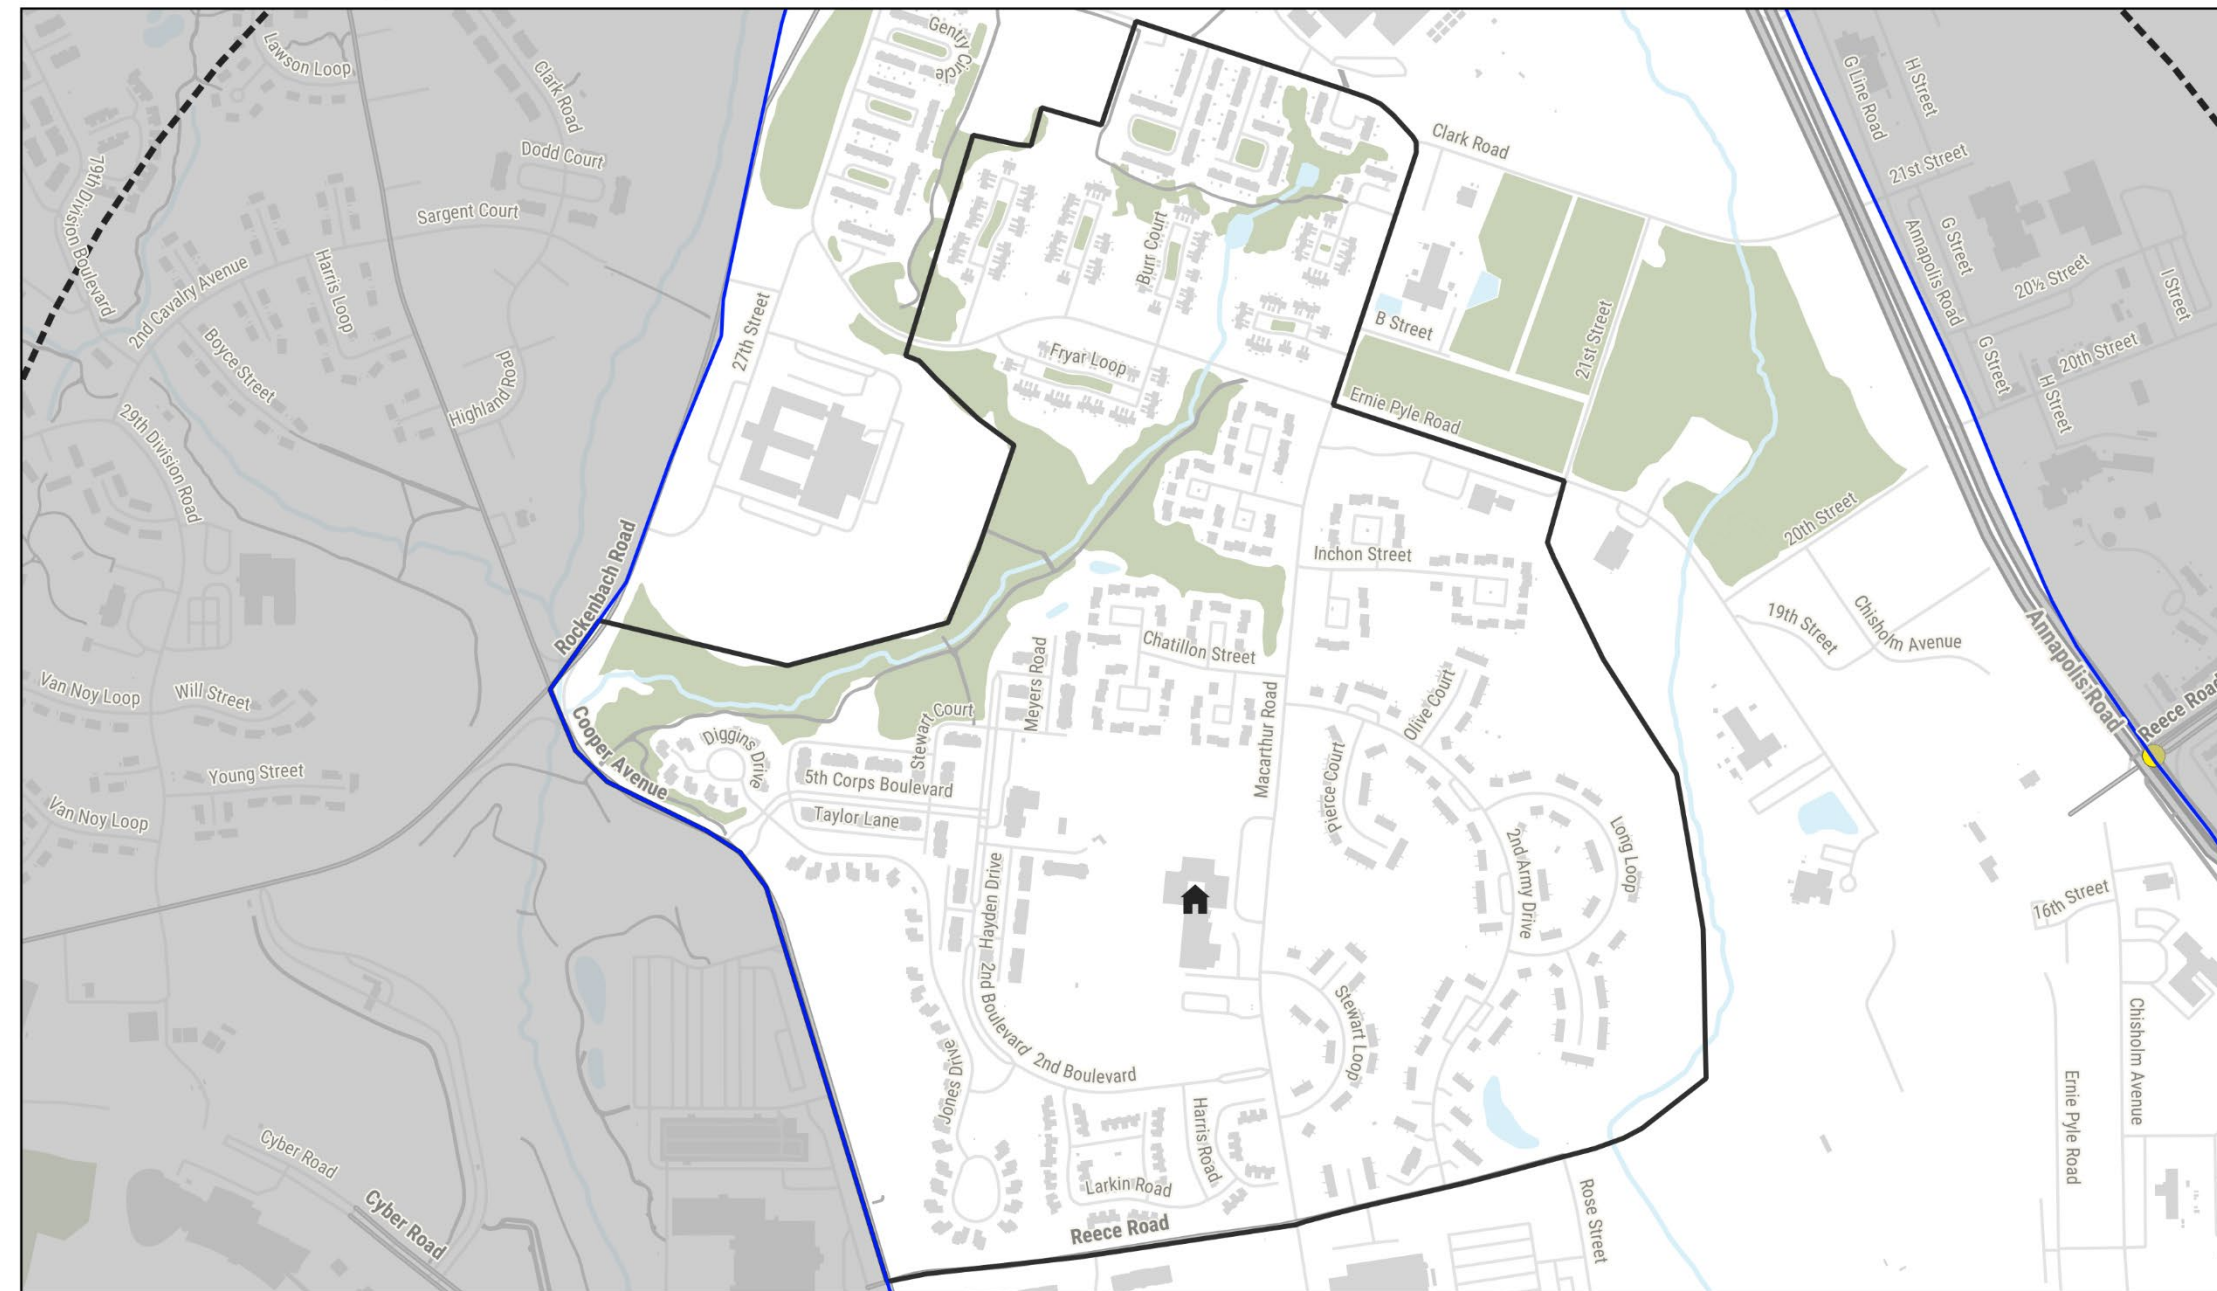 Gentry Circle
Lawson Loop
Clark Road
Dodd Court
79th Division Boulevard
Sargent Court
2nd Cavalry Avenue
Harris Loop
Boyce Street
Highland Road
29th Division Road
27th Street
Burr Court
Fryar Loop
Clark Road
B Street
21st Street
Ernie Pyle Road
G Line Road
H Street
21st Street
G Street
Annapolis Road
20½ Street
I Street
20th Street
G Street
H Street
Rockenbach Road
Inchon Street
20th Street
19th Street
Chisholm Avenue
Annapolis Road
Reece Road
Chatillon Street
Meyers Road
Macarthur Road
Olive Court
Pierce Court
Van Noy Loop
Will Street
Young Street
Van Noy Loop
Cooper Avenue
Diggins Drive
Stewart Court
5th Corps Boulevard
Taylor Lane
Hayden Drive
2nd Boulevard
2nd Boulevard
Jones Drive
Harris Road
Larkin Road
Reece Road
Stewart Loop
2nd Army Drive
Long Loop
16th Street
Ernie Pyle Road
Chisholm Avenue
Rose Street
Cyber Road
Cyber Road